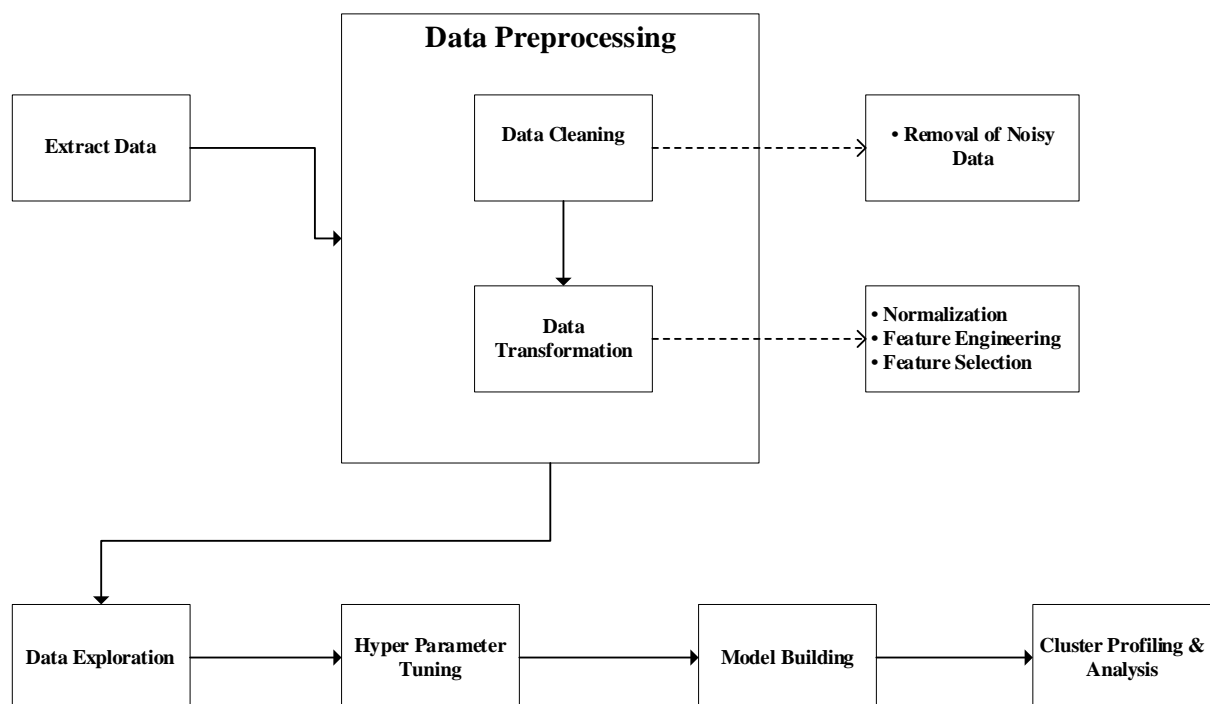 Data Preprocessing
Extract Data
Data Cleaning
• Removal of Noisy
Data
Data
Transformation
• Normalization
• Feature Engineering
• Feature Selection
Data Exploration
Hyper Parameter
Tuning
Model Building
Cluster Profiling &
Analysis